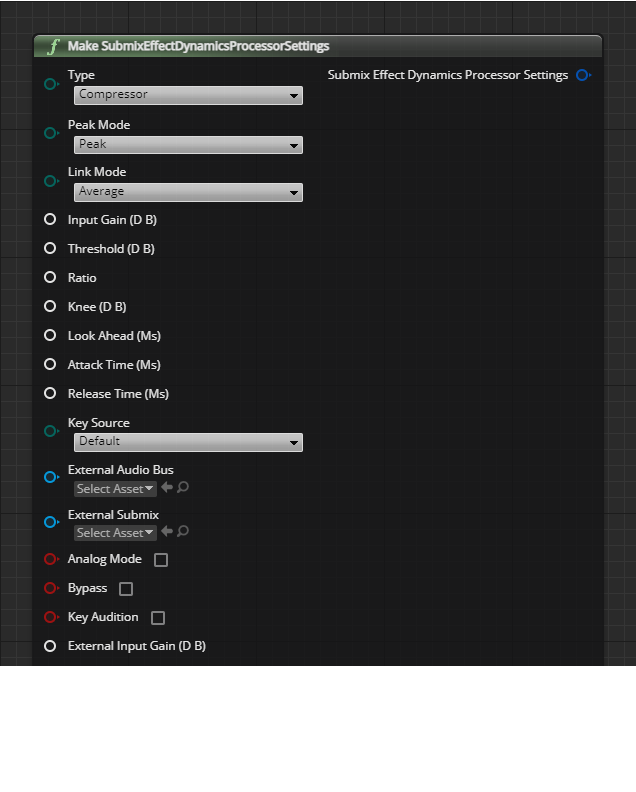 f Make SubmixEffectDynamicsProcessorSettings
Type
Submix Effect Dynamics Processor Settings
Compressor
Peak Mode
Peak
Link Mode
Average
Input Gain (D B)
Threshold (D B)
Ratio
Knee (D B)
Look Ahead (Ms)
Attack Time (Ms)
Release Time (Ms)
Key Source
Default
External Audio Bus
Select Asset
External Submix
Select Asset
Analog Mode
Bypass
Key Audition
External Input Gain (D B)